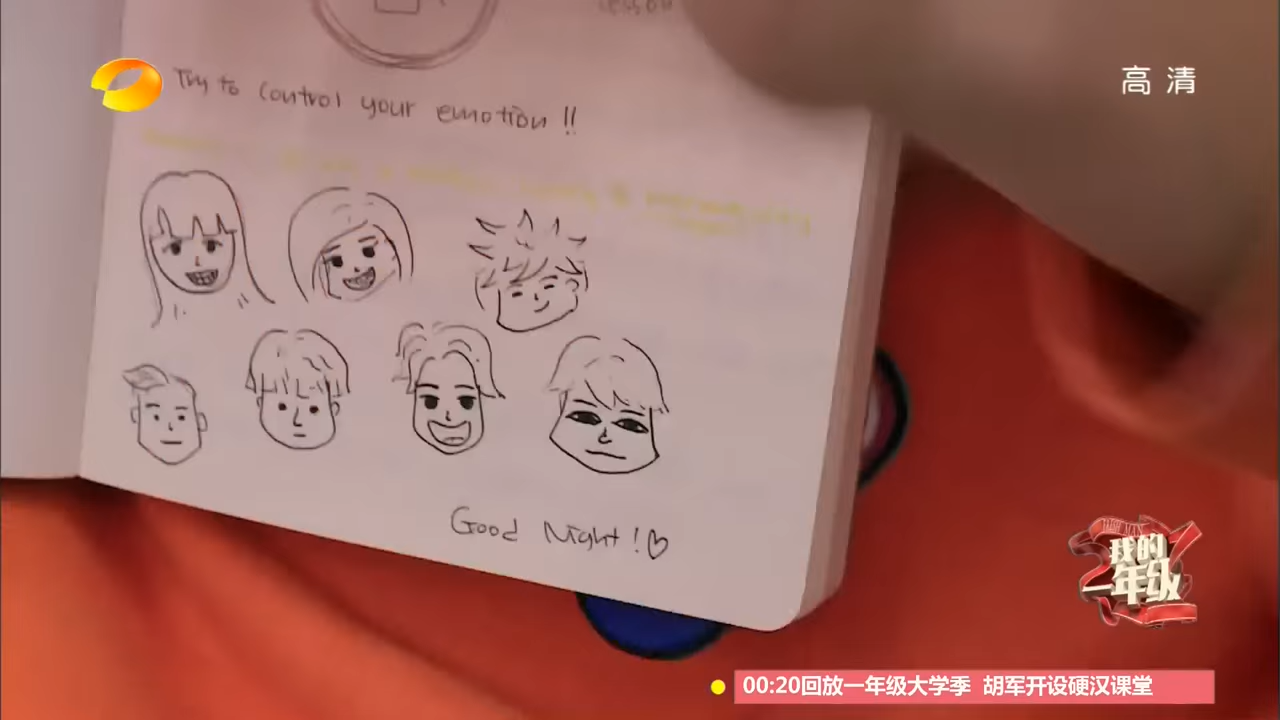 lesson
高清
Try to control your emotion !!
Good Night ! ♡
我的
一年级
00:20回放一年级大学季 胡军开设硬汉课堂